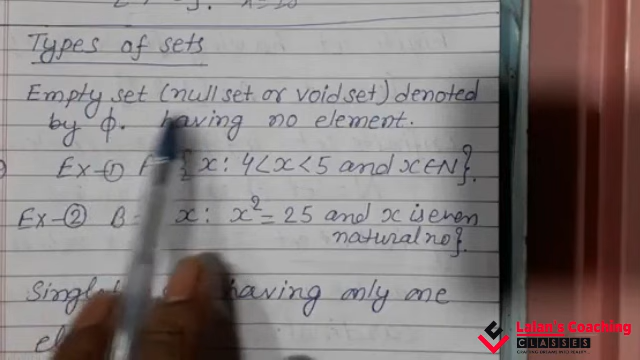 Types of sets
Empty set (null set or void set) denoted
by ϕ. having no element.
Ex-① = { x : 4 < x < 5 and x ∈ N }.
Ex-② B = x : x² = 25 and x is even
natural no}.
having only one
Lalan's Coaching
CLASSES